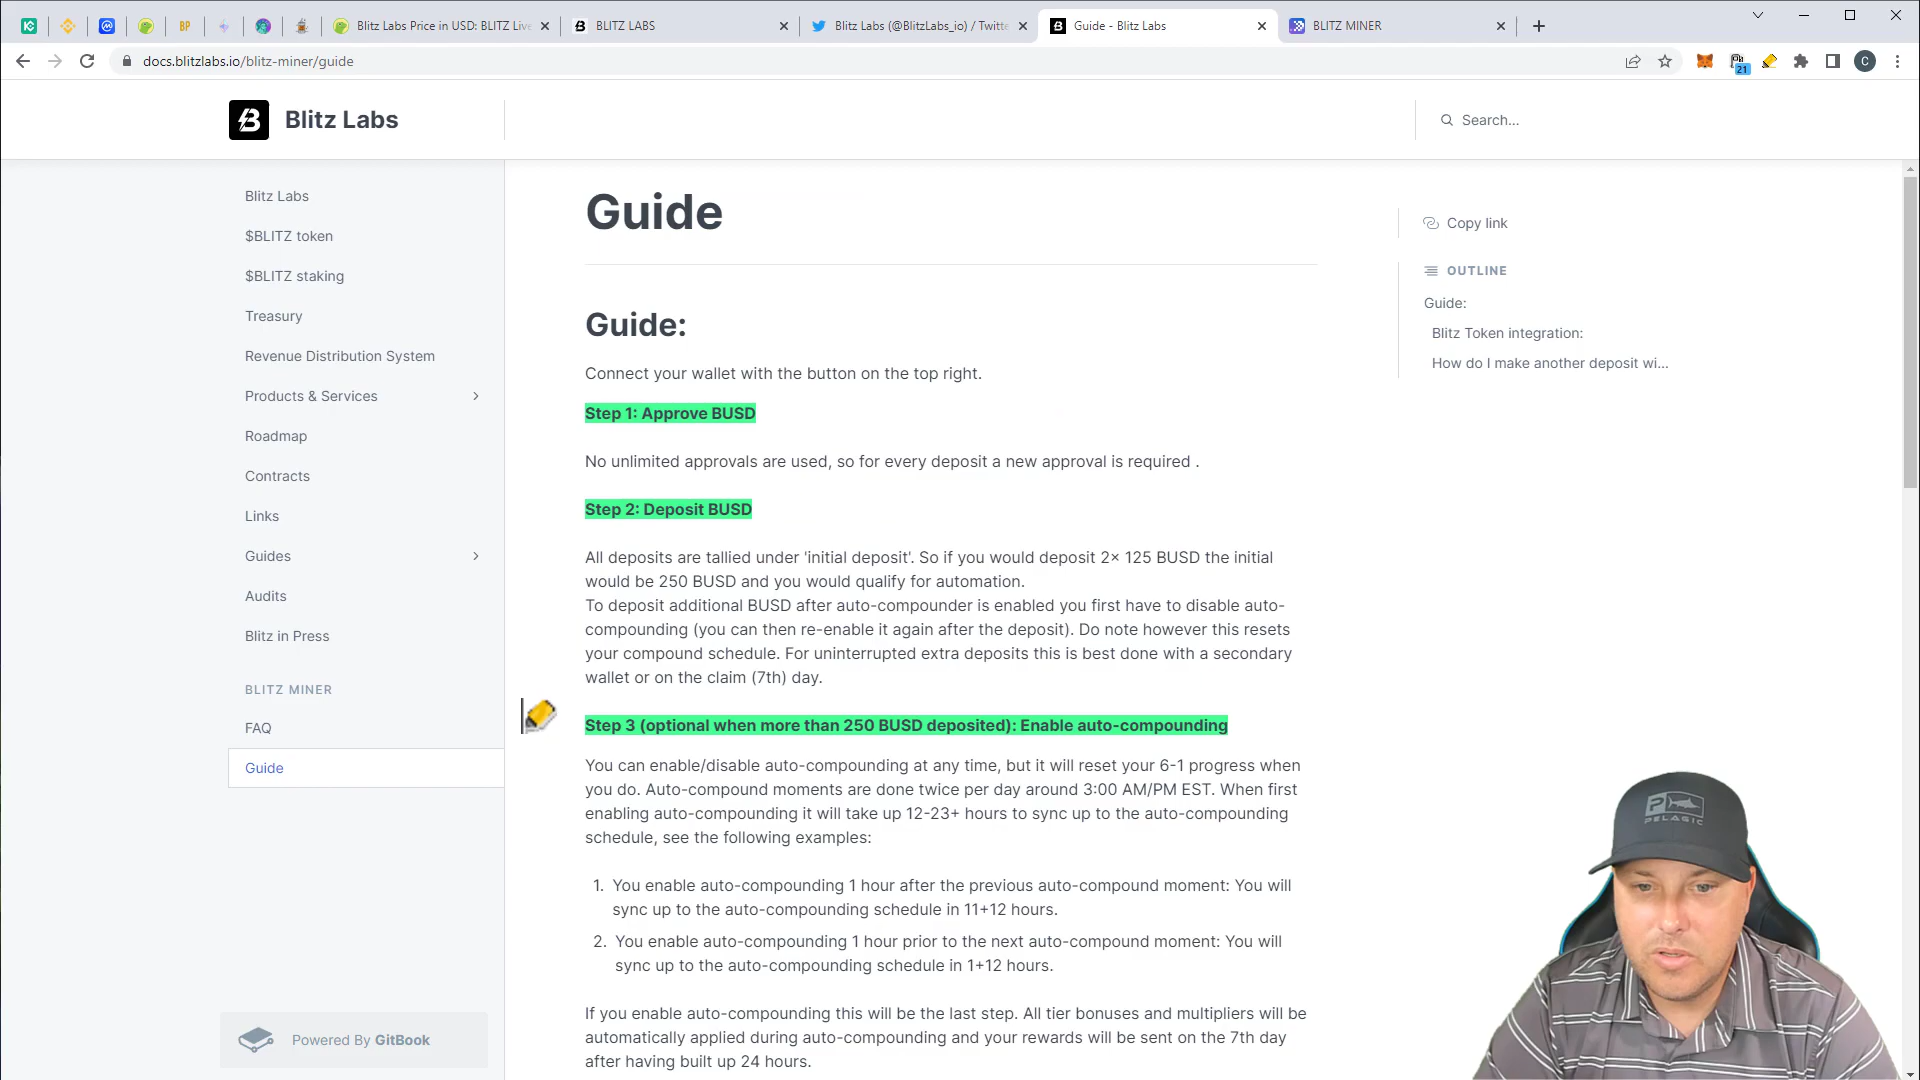 Blitz Labs Price in USD: BLITZ Live
BLITZ LABS
Blitz Labs (@BlitzLabs_io) / Twitte
Guide - Blitz Labs
BLITZ MINER
docs.blitzlabs.io/blitz-miner/guide
21
C
Blitz Labs
Search...
Blitz Labs
$BLITZ token
$BLITZ staking
Treasury
Revenue Distribution System
Products & Services
Roadmap
Contracts
Links
Guides
Audits
Blitz in Press
BLITZ MINER
FAQ
Guide
Powered By GitBook
Guide
Guide:
Connect your wallet with the button on the top right.
Step 1: Approve BUSD
No unlimited approvals are used, so for every deposit a new approval is required .
Step 2: Deposit BUSD
All deposits are tallied under 'initial deposit'. So if you would deposit 2x 125 BUSD the initial
would be 250 BUSD and you would qualify for automation.
To deposit additional BUSD after auto-compounder is enabled you first have to disable auto-
compounding (you can then re-enable it again after the deposit). Do note however this resets
your compound schedule. For uninterrupted extra deposits this is best done with a secondary
wallet or on the claim (7th) day.
Step 3 (optional when more than 250 BUSD deposited): Enable auto-compounding
You can enable/disable auto-compounding at any time, but it will reset your 6-1 progress when
you do. Auto-compound moments are done twice per day around 3:00 AM/PM EST. When first
enabling auto-compounding it will take up 12-23+ hours to sync up to the auto-compounding
schedule, see the following examples:
1. You enable auto-compounding 1 hour after the previous auto-compound moment: You will
sync up to the auto-compounding schedule in 11+12 hours.
2. You enable auto-compounding 1 hour prior to the next auto-compound moment: You will
sync up to the auto-compounding schedule in 1+12 hours.
If you enable auto-compounding this will be the last step. All tier bonuses and multipliers will be
automatically applied during auto-compounding and your rewards will be sent on the 7th day
after having built up 24 hours.
Copy link
OUTLINE
Guide:
Blitz Token integration:
How do I make another deposit wi...
PELAGIC